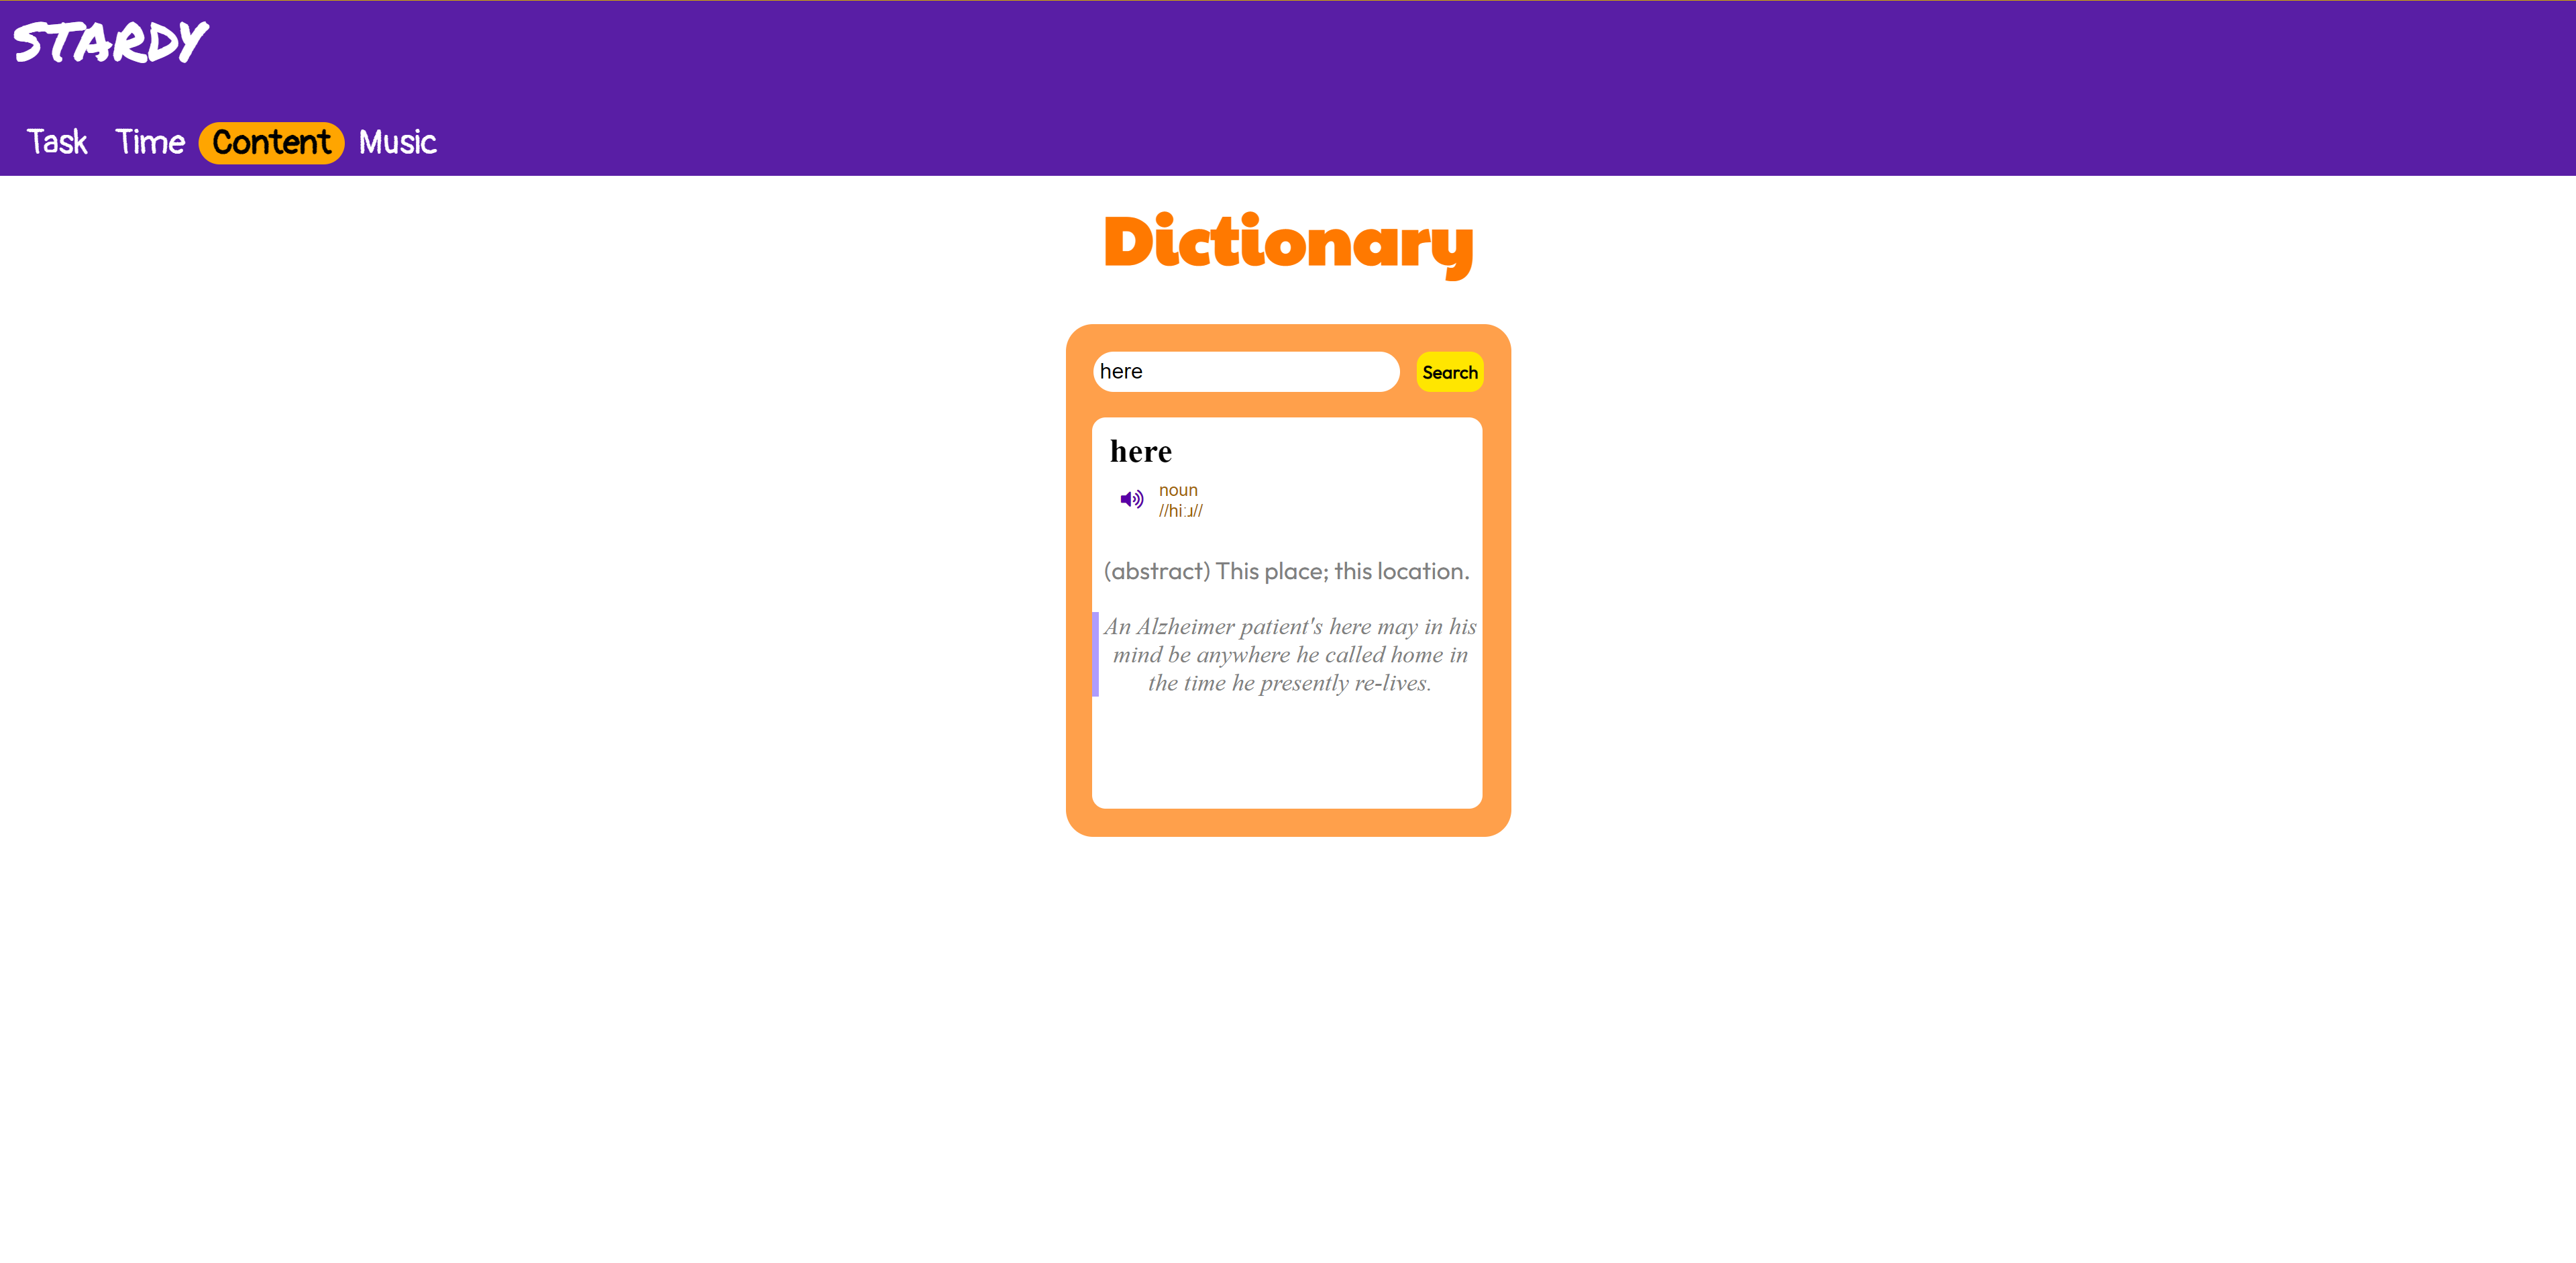 STARDY
Task Time Content Music
Dictionary
here Search
here
noun
//hiːɹ//
(abstract) This place; this location.
An Alzheimer patient's here may in his
mind be anywhere he called home in
the time he presently re-lives.